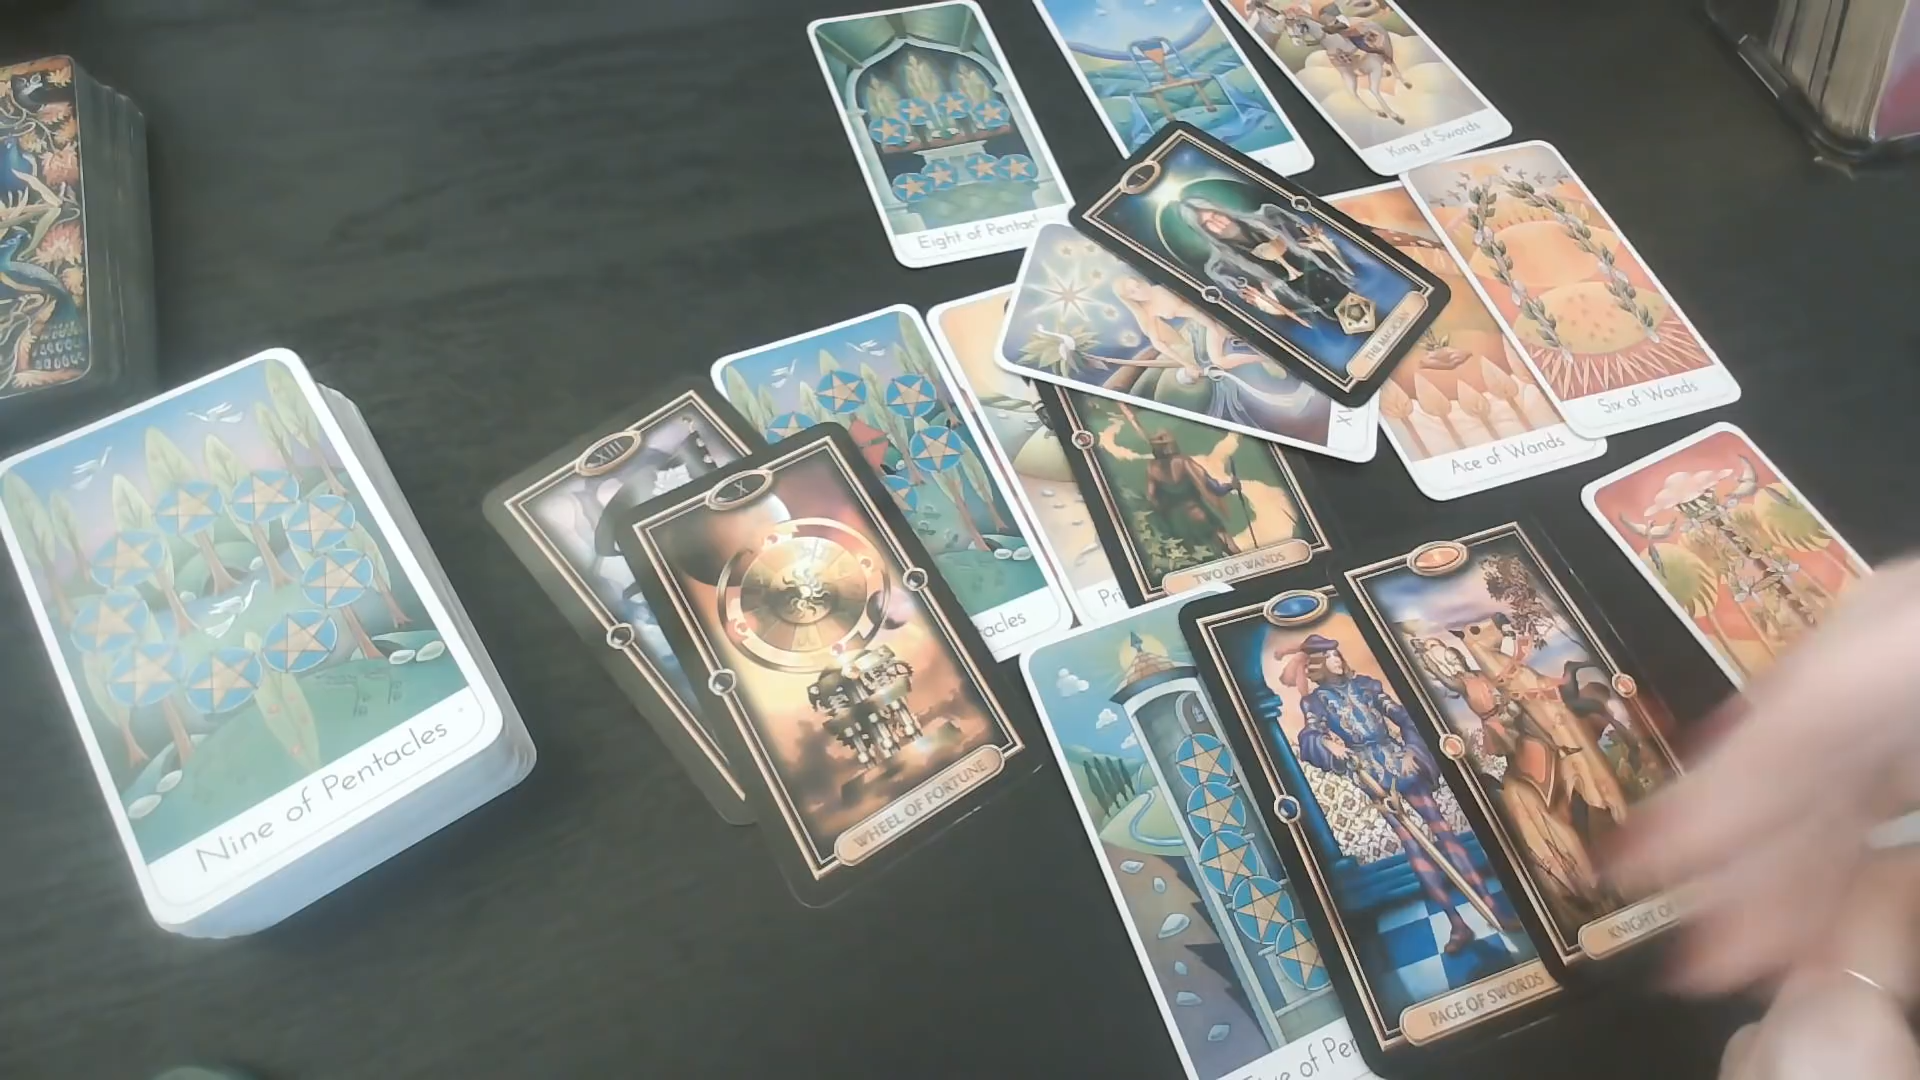 Eight of Pentacl
es
King of Swords
I
THE MAGICIAN
Six of Wands
XV
Ace of Wands
XIII
X
acles
Pri
TWO OF WANDS
Nine of Pentacles
WHEEL OF FORTUNE
KNIGHT OF
PAGE OF SWORDS
of Pe